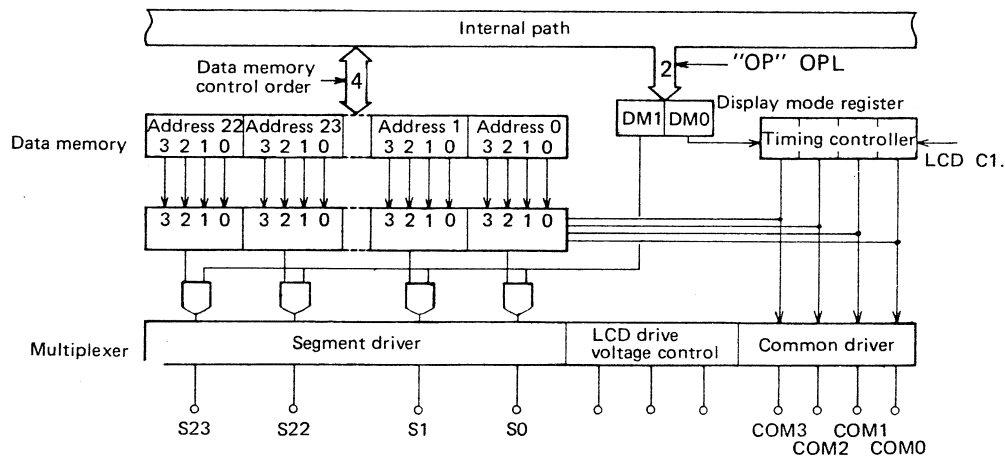 Internal path
Data memory
control order
4
2
"OP" OPL
Display mode register
DM1 DM0
Timing controller
LCD C1.
Data memory
Address 22 Address 23 Address 1 Address 0
3 2 1 0 3 2 1 0 3 2 1 0 3 2 1 0
3 2 1 0 3 2 1 0 3 2 1 0 3 2 1 0
Multiplexer
Segment driver
LCD drive
voltage control
Common driver
S23 S22 S1 S0
COM3 COM1
COM2 COM0